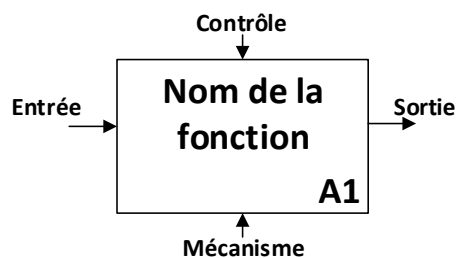 Contrôle
Entrée
Nom de la
fonction
Sortie
A1
Mécanisme